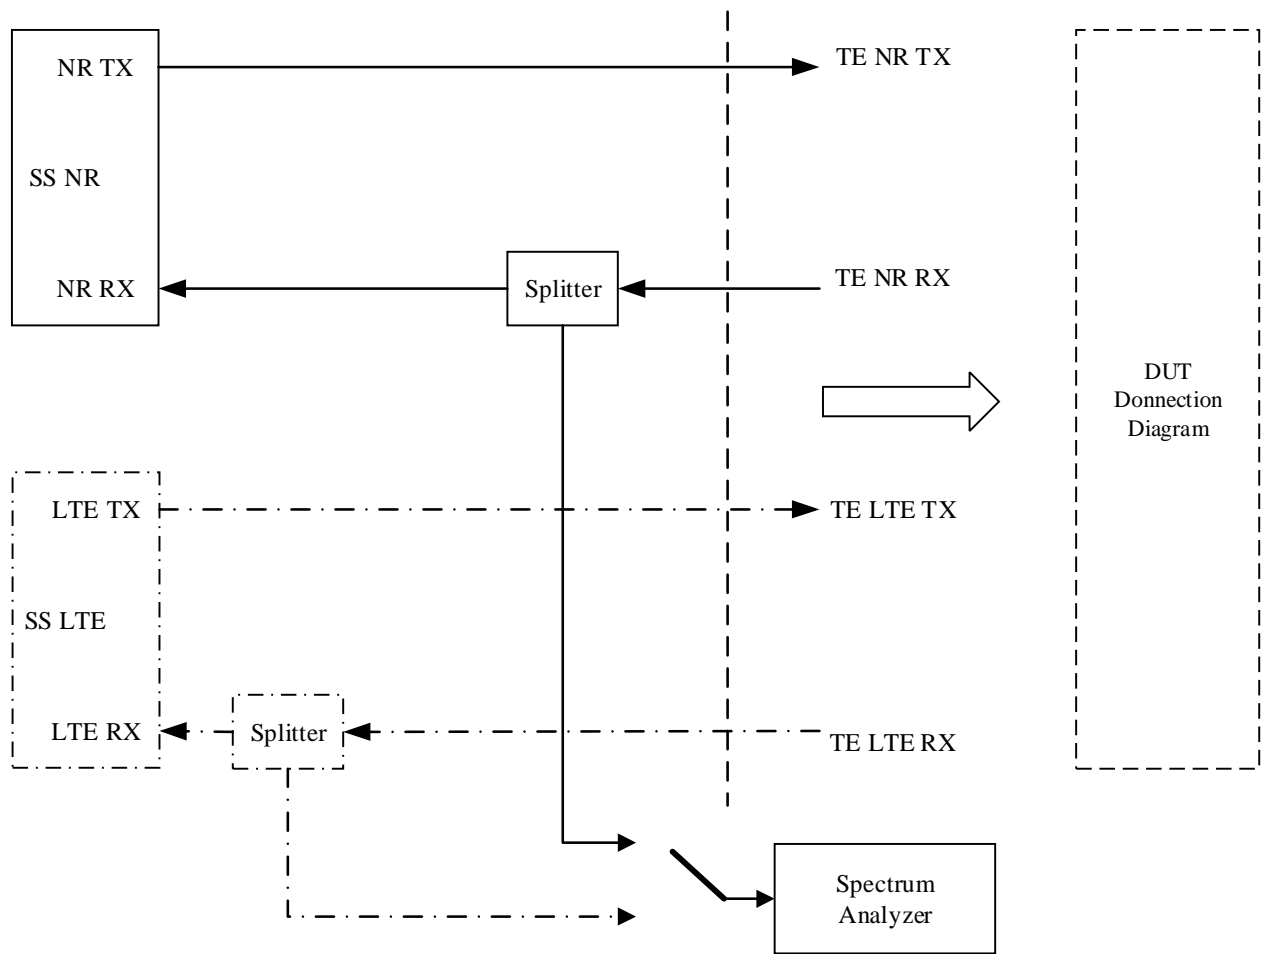 NR TX
TE NR TX
SS NR
NR RX
Splitter
TE NR RX
DUT
Donnection
Diagram
LTE TX
TE LTE TX
SS LTE
LTE RX
Splitter
TE LTE RX
Spectrum
Analyzer